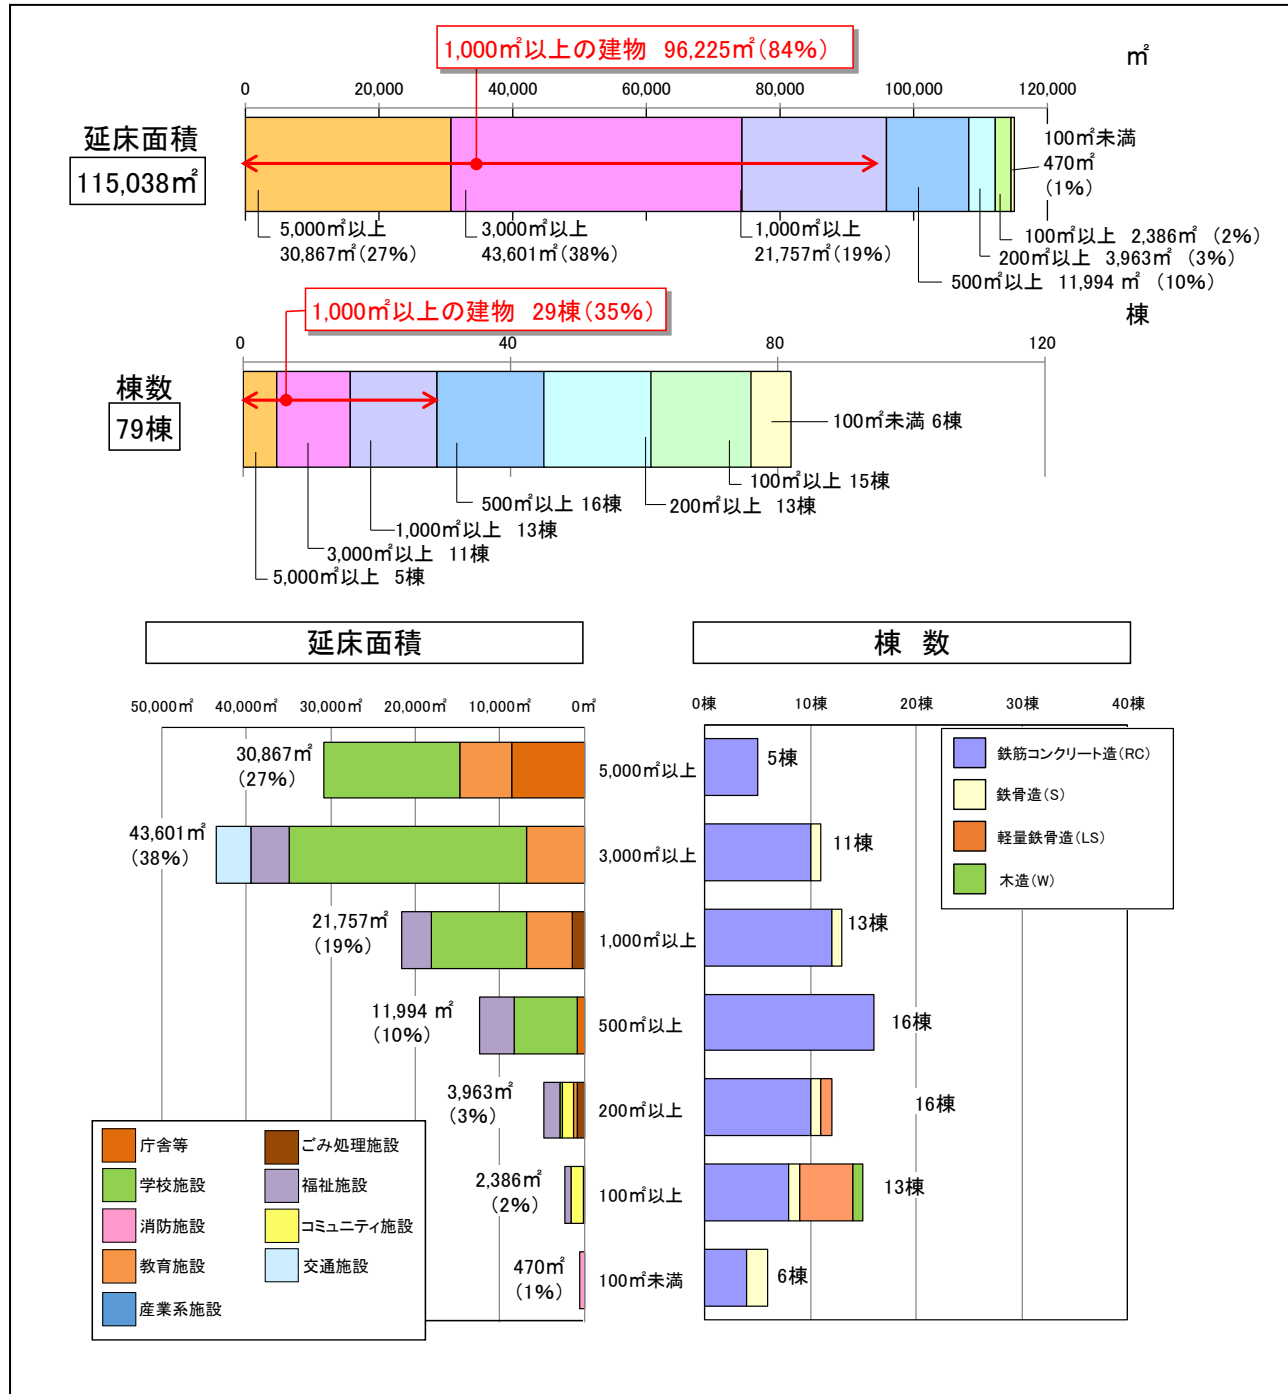 1,000㎡以上の建物 96,225㎡(84%)
㎡
0 20,000 40,000 60,000 80,000 100,000 120,000
延床面積
115,038㎡
100㎡未満
470㎡
(1%)
5,000㎡以上
30,867㎡(27%)
3,000㎡以上
43,601㎡(38%)
1,000㎡以上
21,757㎡(19%)
100㎡以上 2,386㎡ (2%)
200㎡以上 3,963㎡ (3%)
500㎡以上 11,994 ㎡ (10%)
1,000㎡以上の建物 29棟(35%)
棟
0 40 80 120
棟数
79棟
100㎡未満 6棟
100㎡以上 15棟
200㎡以上 13棟
500㎡以上 16棟
1,000㎡以上 13棟
3,000㎡以上 11棟
5,000㎡以上 5棟
延床面積
棟 数
50,000㎡ 40,000㎡ 30,000㎡ 20,000㎡ 10,000㎡ 0㎡
0棟 10棟 20棟 30棟 40棟
30,867㎡
(27%)
5,000㎡以上
5棟
43,601㎡
(38%)
3,000㎡以上
11棟
21,757㎡
(19%)
1,000㎡以上
13棟
11,994 ㎡
(10%)
500㎡以上
16棟
3,963㎡
(3%)
200㎡以上
16棟
2,386㎡
(2%)
100㎡以上
13棟
470㎡
(1%)
100㎡未満
6棟
鉄筋コンクリート造(RC)
鉄骨造(S)
軽量鉄骨造(LS)
木造(W)
庁舎等
ごみ処理施設
学校施設
福祉施設
消防施設
コミュニティ施設
教育施設
交通施設
産業系施設